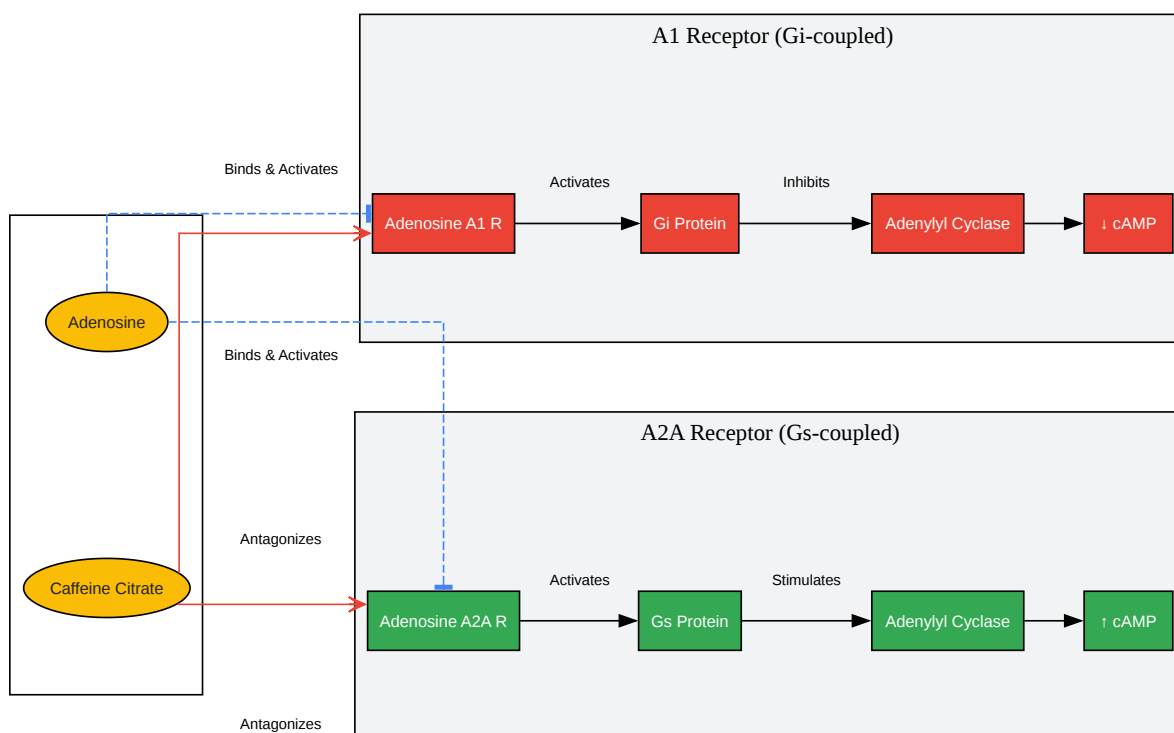 A1 Receptor (Gi-coupled)
Binds & Activates
Activates
Inhibits
Adenosine A1 R
Gi Protein
Adenylyl Cyclase
↓ cAMP
Adenosine
Binds & Activates
A2A Receptor (Gs-coupled)
Antagonizes
Caffeine Citrate
Activates
Stimulates
Adenosine A2A R
Gs Protein
Adenylyl Cyclase
↑ cAMP
Antagonizes